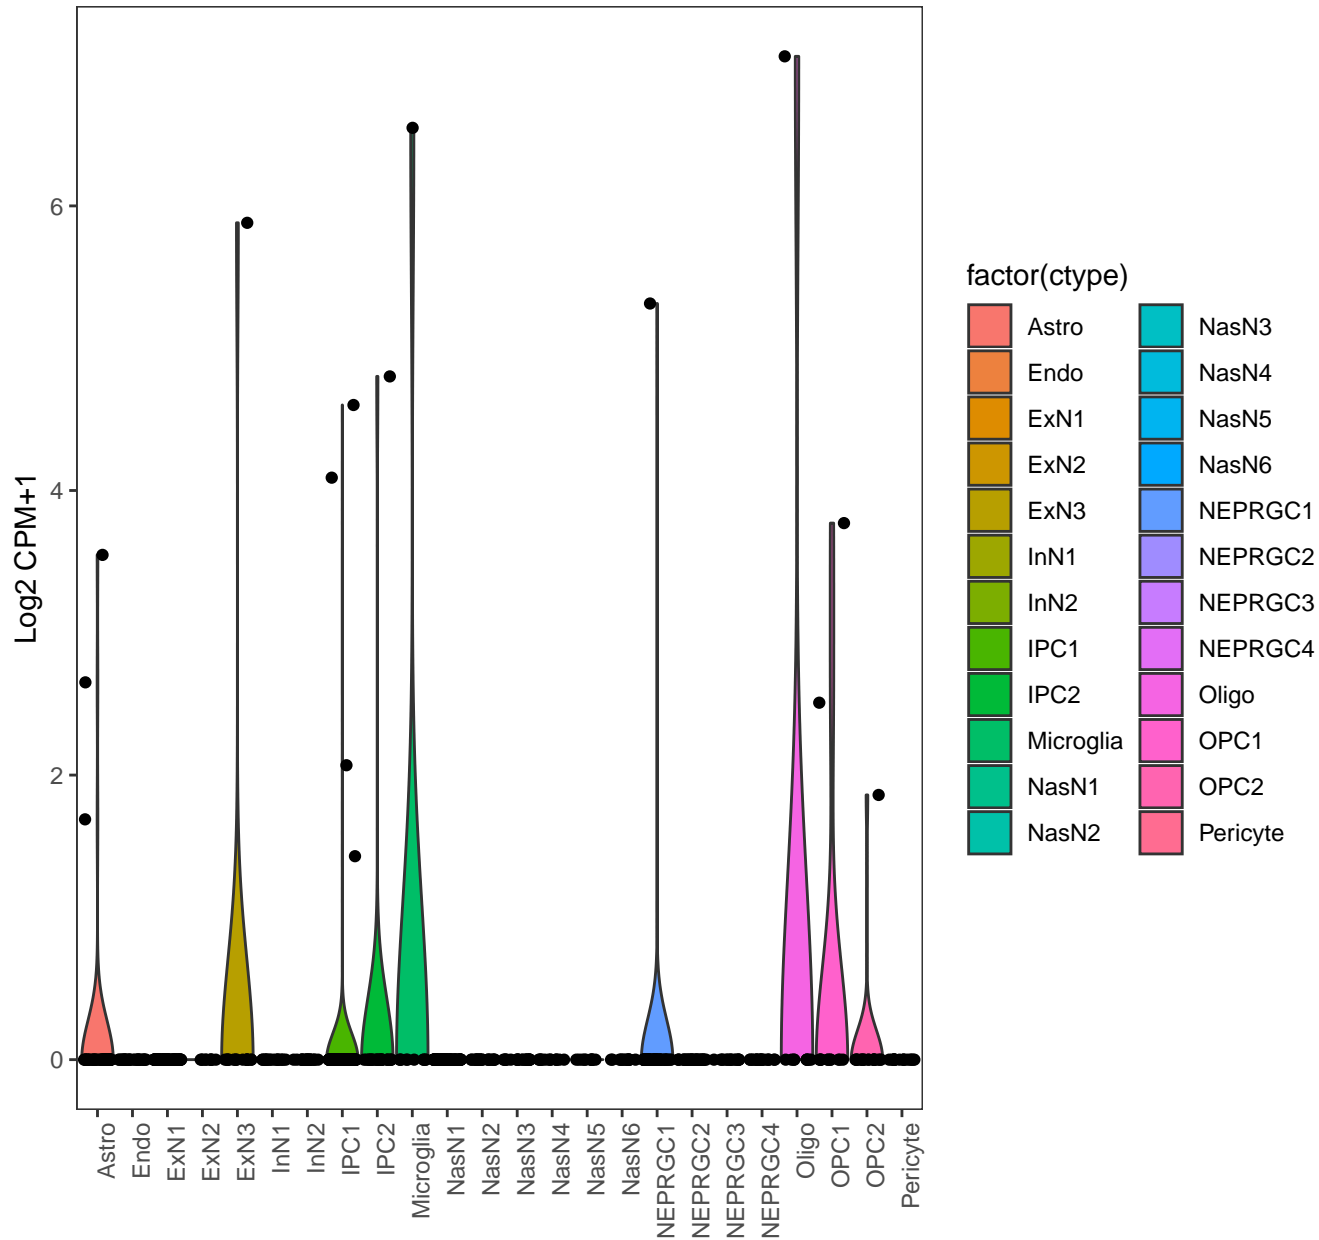 Log2 CPM+1
6
4
2
0
Astro
Endo
ExN1
ExN2
ExN3
InN1
InN2
IPC1
IPC2
Microglia
NasN1
NasN2
NasN3
NasN4
NasN5
NasN6
NEPRGC1
NEPRGC2
NEPRGC3
NEPRGC4
Oligo
OPC1
OPC2
Pericyte
factor(ctype)
Astro
Endo
ExN1
ExN2
ExN3
InN1
InN2
IPC1
IPC2
Microglia
NasN1
NasN2
NasN3
NasN4
NasN5
NasN6
NEPRGC1
NEPRGC2
NEPRGC3
NEPRGC4
Oligo
OPC1
OPC2
Pericyte